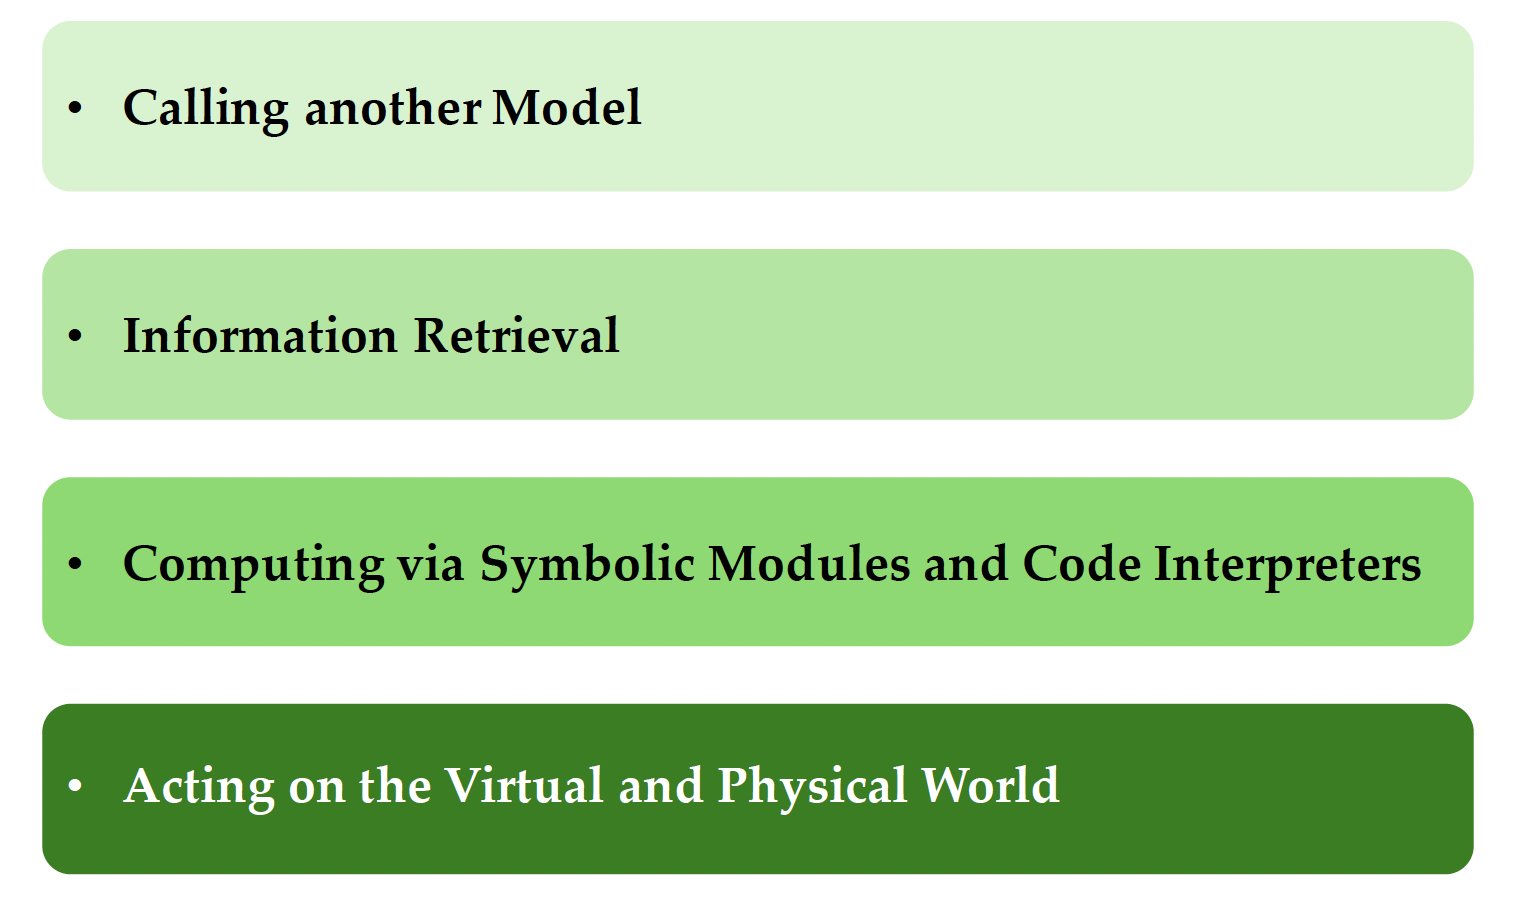 • Calling another Model
• Information Retrieval
• Computing via Symbolic Modules and Code Interpreters
• Acting on the Virtual and Physical World